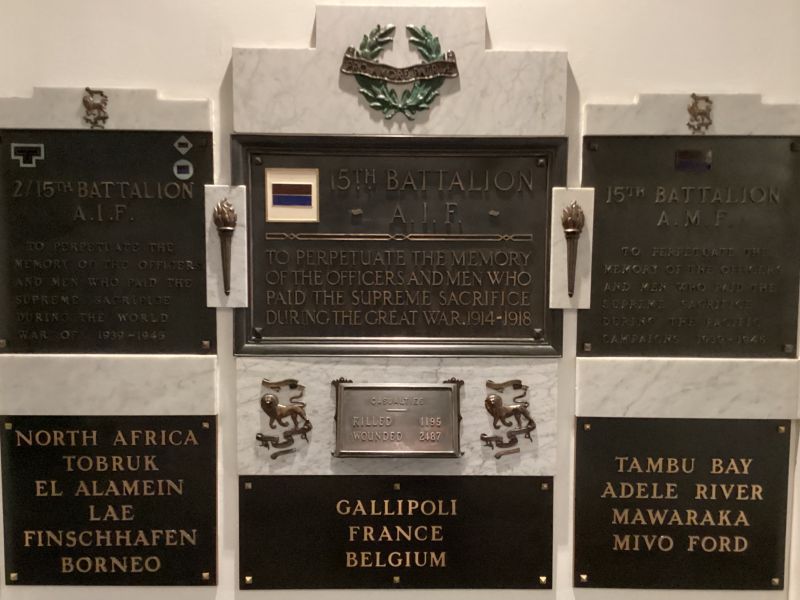 PRO AMORE PATRIAE
2/15TH BATTALION
A.I.F.
TO PERPETUATE THE
MEMORY OF THE OFFICERS
AND MEN WHO PAID THE
SUPREME SACRIFICE
DURING THE WORLD
WAR OF 1939-1945
NORTH AFRICA
TOBRUK
EL ALAMEIN
LAE
FINSCHHAFEN
BORNEO
15TH BATTALION
A.I.F.
TO PERPETUATE THE MEMORY
OF THE OFFICERS AND MEN WHO
PAID THE SUPREME SACRIFICE
DURING THE GREAT WAR. 1914-1918
CASUALTIES
KILLED 1195
WOUNDED 2487
GALLIPOLI
FRANCE
BELGIUM
15TH BATTALION
A.M.F.
TO PERPETUATE THE
MEMORY OF THE OFFICERS
AND MEN WHO PAID THE
SUPREME SACRIFICE
DURING THE PACIFIC
CAMPAIGNS 1939-1945
TAMBU BAY
ADELE RIVER
MAWARAKA
MIVO FORD